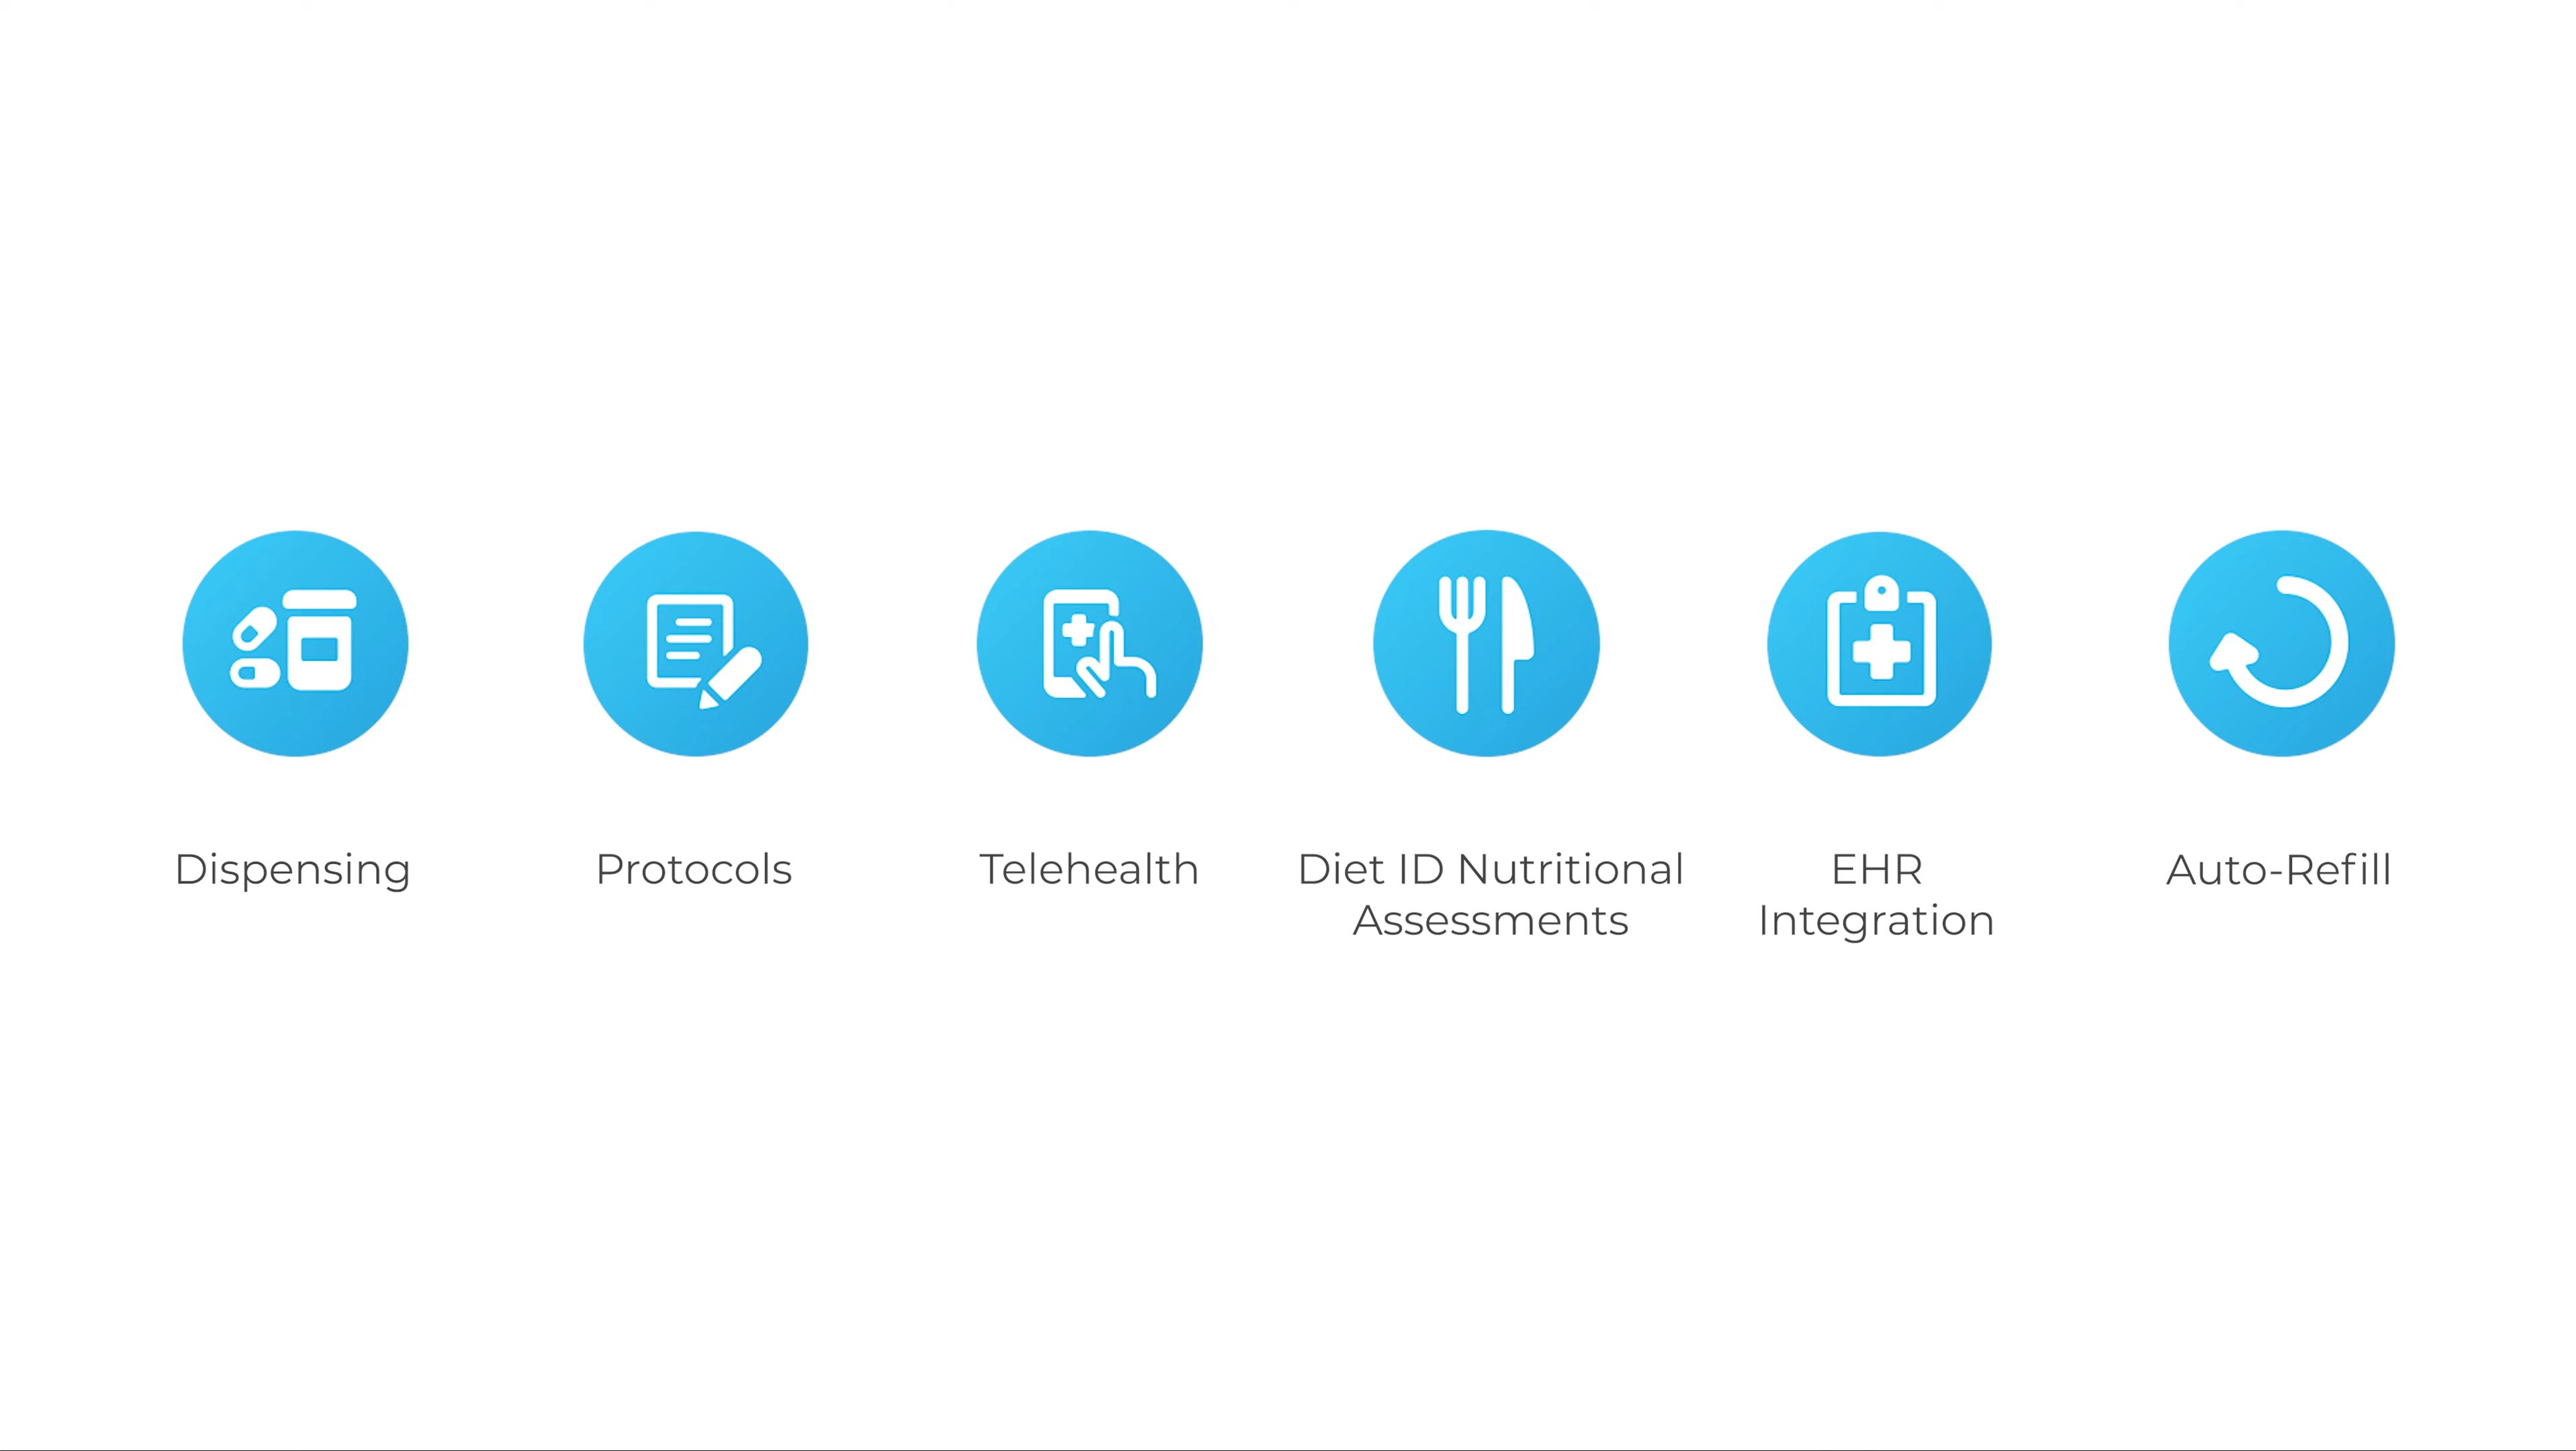 Dispensing
Protocols
Telehealth
Diet ID Nutritional
Assessments
EHR
Integration
Auto-Refill